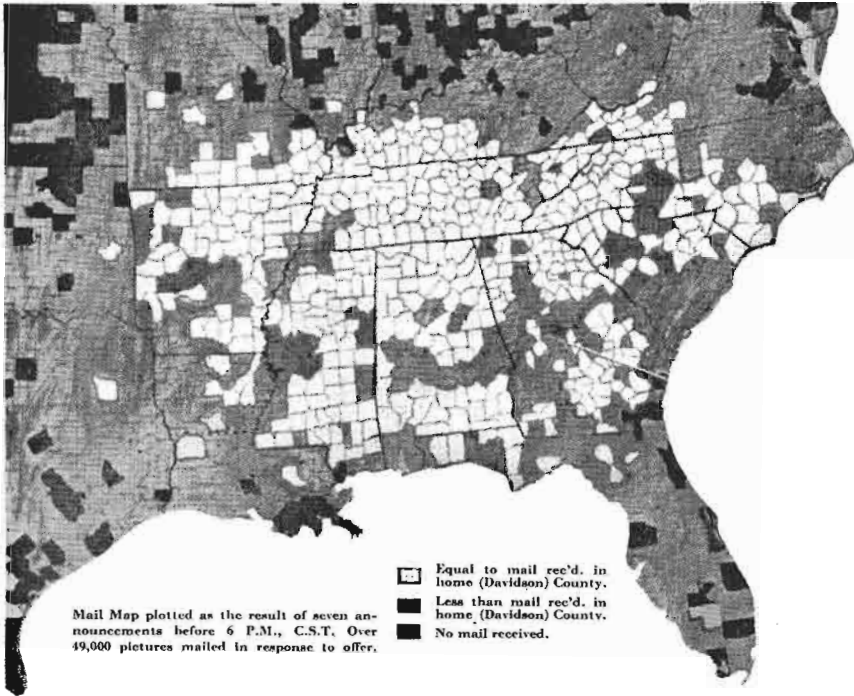 Equal to mail rec'd. in
home (Davidson) County.
Less than mail rec'd. in
home (Davidson) County.
No mail received.
Mail Map plotted as the result of seven an-
nouncements before 6 P.M., C.S.T. Over
49,000 pictures mailed in response to offer.